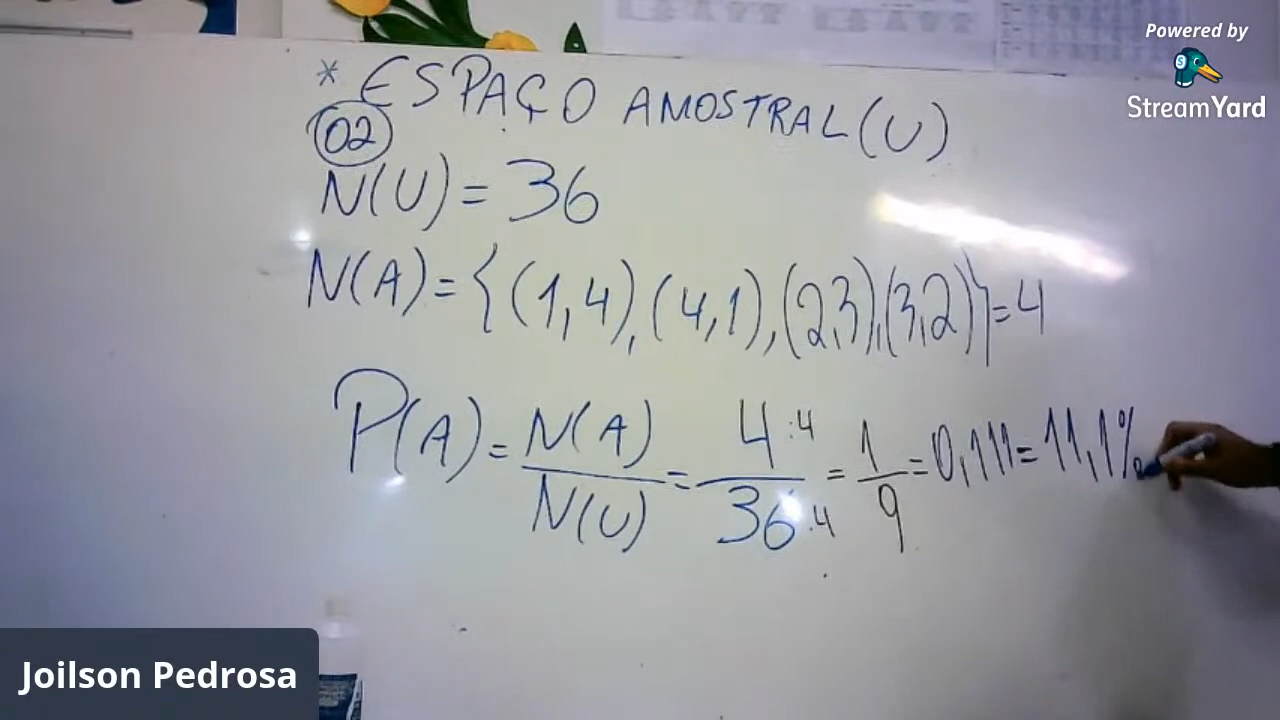 Powered by
StreamYard
* ESPAÇO AMOSTRAL (U)
02
N(U) = 36
N(A) = {(1,4), (4,1), (2,3), (3,2)} = 4
P(A) = N(A) / N(U) = 4 :4 / 36 :4 = 1 / 9 = 0,111 = 11,1%
Joilson Pedrosa